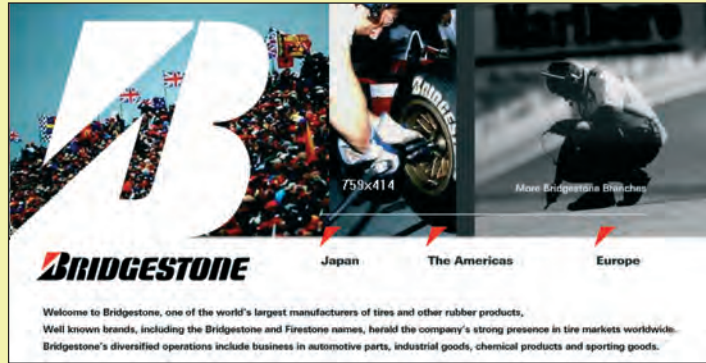 BRIDGESTONE
759x414
More Bridgestone Branches
BRIDGESTONE
Japan The Americas Europe
Welcome to Bridgestone, one of the world's largest manufacturers of tires and other rubber products,
Well known brands, including the Bridgestone and Firestone names, herald the company's strong presence in tire markets worldwide.
Bridgestone's diversified operations include business in automotive parts, industrial goods, chemical products and sporting goods.